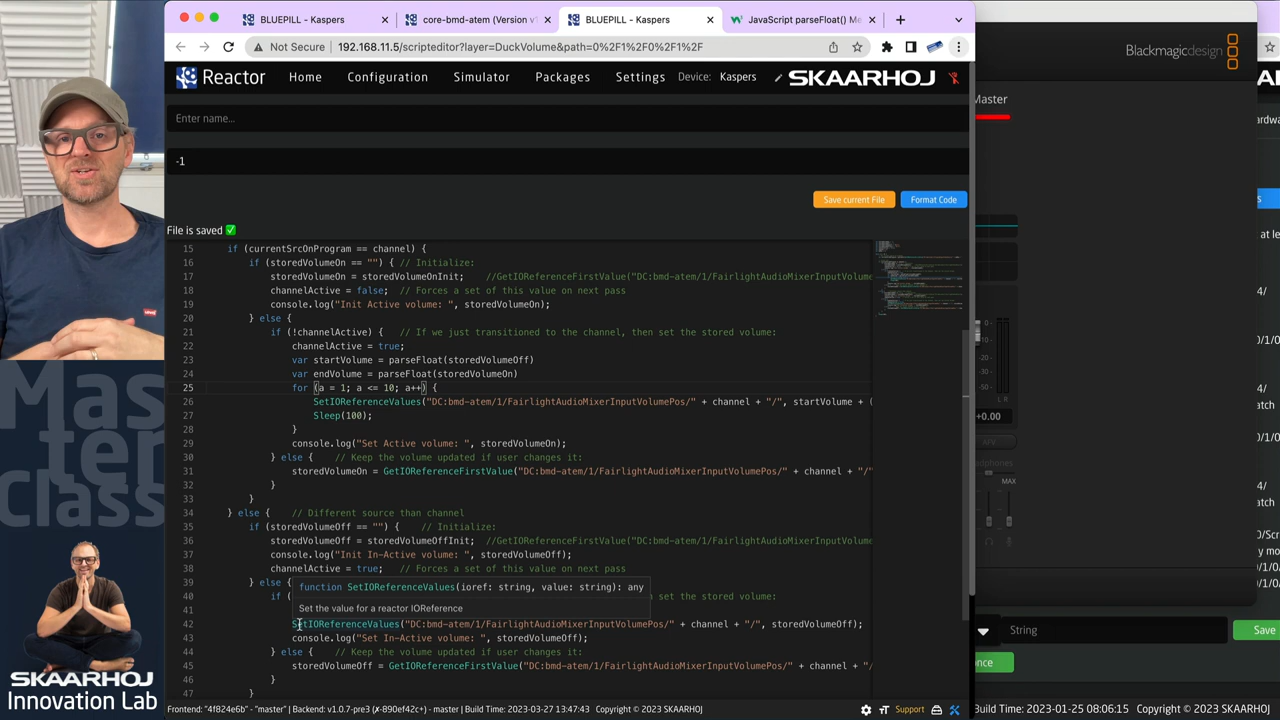 BLUEPILL - Kaspers
core-bmd-atem (Version v1
BLUEPILL - Kaspers
JavaScript parseFloat() Me
Not Secure
192.168.11.5/scripteditor?layer=DuckVolume&path=0%2F1%2F0%2F1%2F
Reactor
Home
Configuration
Simulator
Packages
Settings
Device:
Kaspers
SKAARHOJ
Enter name...
-1
Save current File
Format Code
File is saved
15 if (currentSrcOnProgram == channel) {
16 if (storedVolumeOn == "") { // Initialize:
17 storedVolumeOn = storedVolumeOnInit; //GetIOReferenceFirstValue("DC:bmd-atem/1/FairlightAudioMixerInputVolume
18 channelActive = false; // Forces a set of this value on next pass
19 console.log("Init Active volume: ", storedVolumeOn);
20 } else {
21 if (!channelActive) { // If we just transitioned to the channel, then set the stored volume:
22 channelActive = true;
23 var startVolume = parseFloat(storedVolumeOff)
24 var endVolume = parseFloat(storedVolumeOn)
25 for (a = 1; a <= 10; a++) {
26 SetIOReferenceValues("DC:bmd-atem/1/FairlightAudioMixerInputVolumePos/" + channel + "/", startVolume + (
27 Sleep(100);
28
29 console.log("Set Active volume: ", storedVolumeOn);
30 } else { // Keep the volume updated if user changes it:
31 storedVolumeOn = GetIOReferenceFirstValue("DC:bmd-atem/1/FairlightAudioMixerInputVolumePos/" + channel + "/"
32 }
33 }
34 } else { // Different source than channel
35 if (storedVolumeOff == "") { // Initialize:
36 storedVolumeOff = storedVolumeOffInit; //GetIOReferenceFirstValue("DC:bmd-atem/1/FairlightAudioMixerInputVolume
37 console.log("Init In-Active volume: ", storedVolumeOff);
38 channelActive = true; // Forces a set of this value on next pass
39 } else {
function SetIOReferenceValues(ioref: string, value: string): any
40 if (
n set the stored volume:
Set the value for a reactor IOReference
41
42 SetIOReferenceValues("DC:bmd-atem/1/FairlightAudioMixerInputVolumePos/" + channel + "/", storedVolumeOff);
43 console.log("Set In-Active volume: ", storedVolumeOff);
44 } else { // Keep the volume updated if user changes it:
45 storedVolumeOff = GetIOReferenceFirstValue("DC:bmd-atem/1/FairlightAudioMixerInputVolumePos/" + channel + "/"
46 }
47 }
Frontend: "4f824e6b" - "master" | Backend: v1.0.7-pre3 (✗-890ef42c+) - master | Build Time: 2023-03-27 13:47:43 Copyright © 2023 SKAARHOJ
Support
Blackmagicdesign
Master
0-
-10-
-20-
-30-
-40-
-50-
L R
+0.00
AFV
MAX
String
Save
once
Build Time: 2023-01-25 08:06:15 Copyright © 2023 SKAARHOJ
Master
Class
SKAARHOJ
Innovation Lab